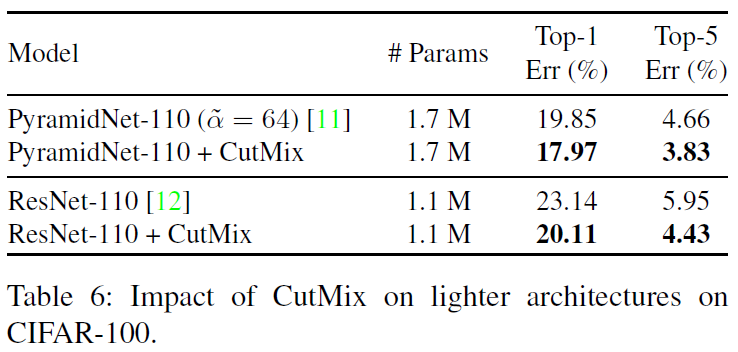 Model # Params Top-1 Err (%) Top-5 Err (%)
PyramidNet-110 (α̃ = 64) [11] 1.7 M 19.85 4.66
PyramidNet-110 + CutMix 1.7 M 17.97 3.83
ResNet-110 [12] 1.1 M 23.14 5.95
ResNet-110 + CutMix 1.1 M 20.11 4.43
Table 6: Impact of CutMix on lighter architectures on
CIFAR-100.